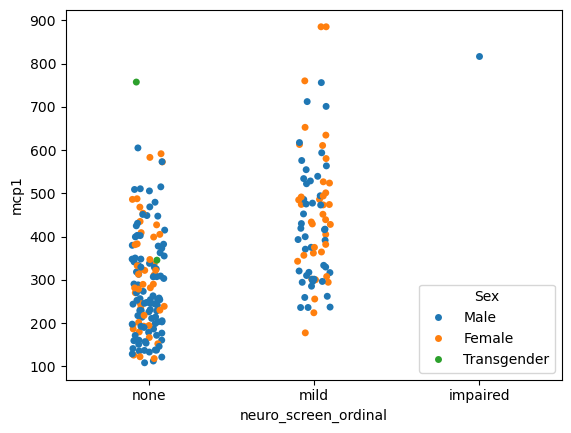 900
800
700
600
500
400
300
200
100
mcp1
none
mild
impaired
neuro_screen_ordinal
Sex
Male
Female
Transgender